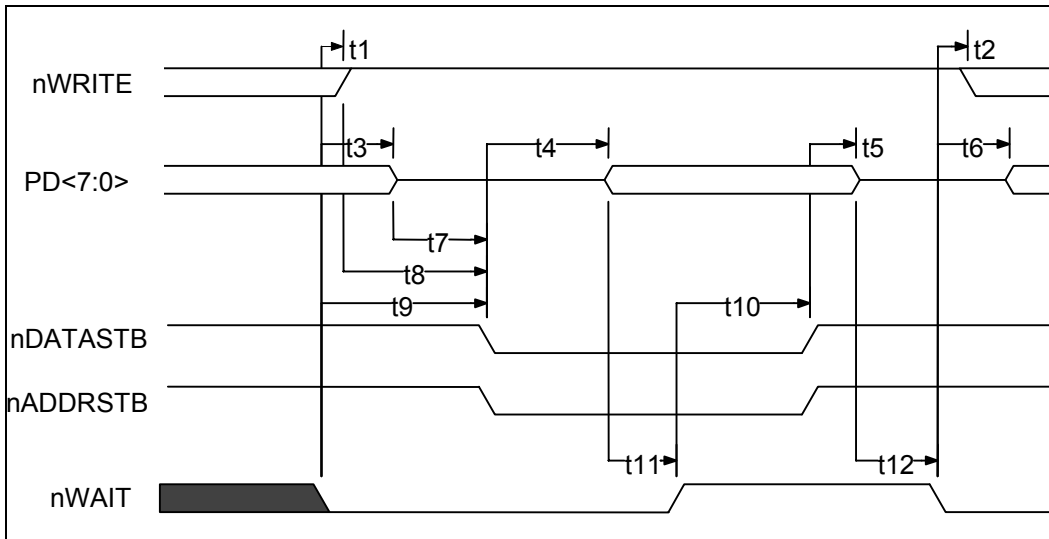 t1
t2
nWRITE
t3
t4
t5
t6
PD<7:0>
t7
t8
t9
t10
nDATASTB
nADDRSTB
t11
t12
nWAIT